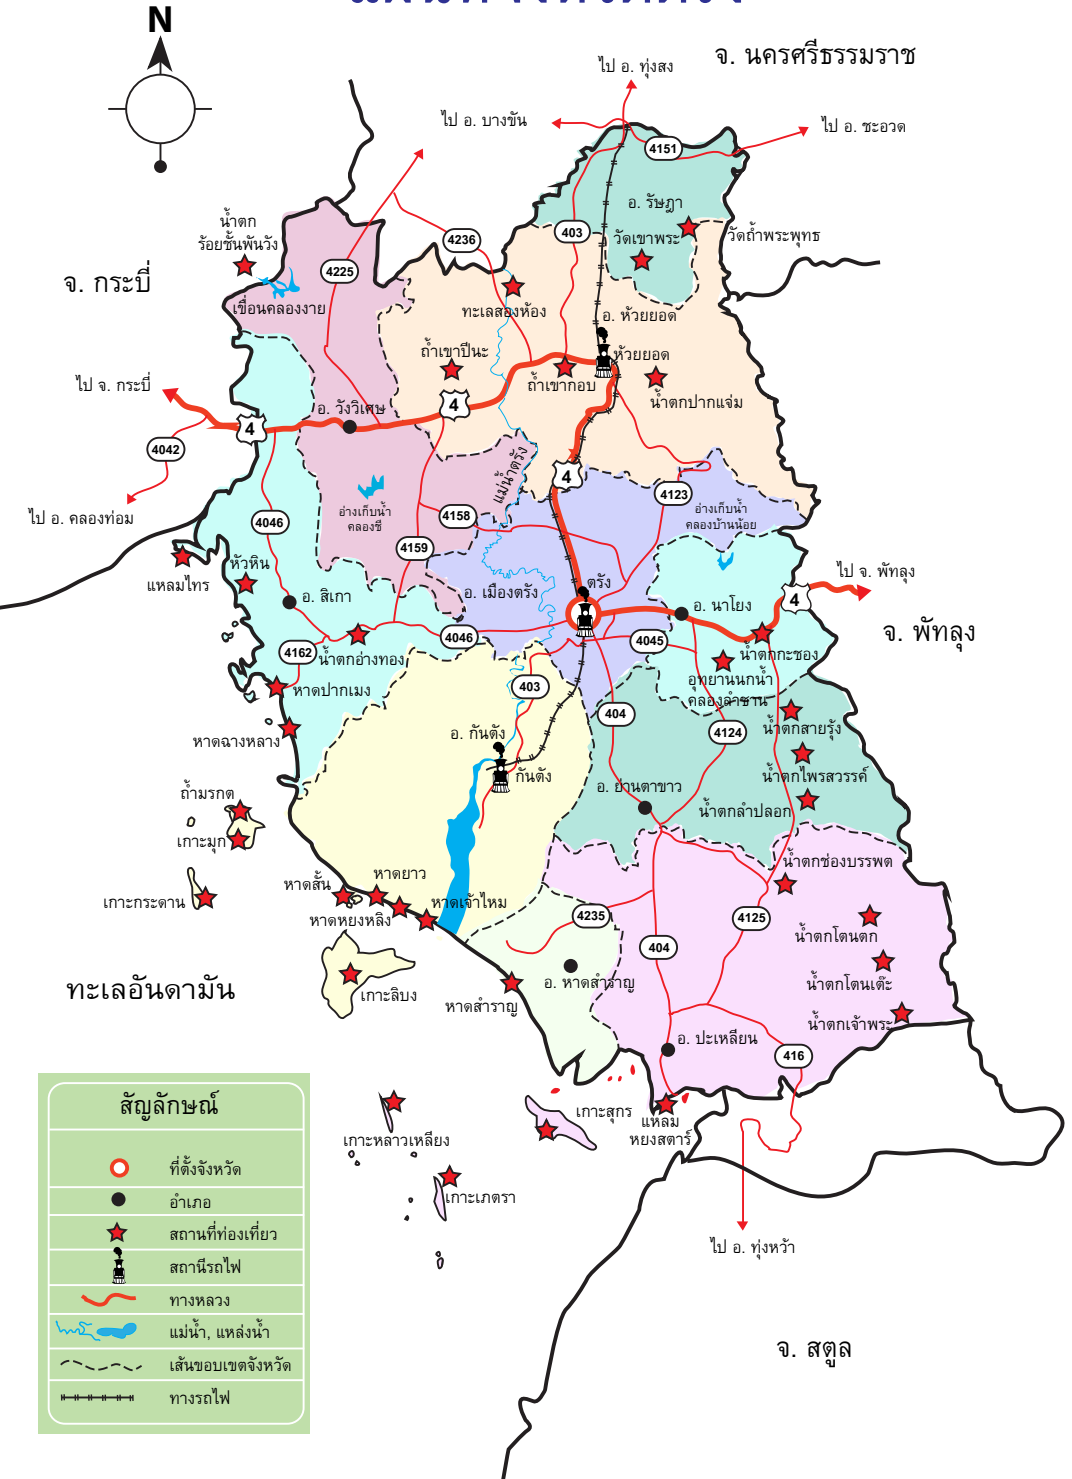 N
จ. นครศรีธรรมราช
ไป อ. ทุ่งสง
ไป อ. บางขัน
ไป อ. ชะอวด
4151
อ. รัษฎา
น้ำตก
ร้อยชั้นพันวัง
403
4236
วัดเขาพระ
วัดถ้ำพระพุทธ
4225
จ. กระบี่
เขื่อนคลองงาย
ทะเลสองห้อง
อ. ห้วยยอด
ถ้ำเขาปินะ
ห้วยยอด
ไป จ. กระบี่
ถ้ำเขากอบ
น้ำตกปากแจ่ม
อ. วังวิเศษ
4
4
4042
แม่น้ำตรัง
4
4123
อ่างเก็บน้ำ
คลองชี
อ่างเก็บน้ำ
คลองบ้านน้อย
ไป อ. คลองท่อม
4046
4158
4159
หัวหิน
แหลมไทร
ไป จ. พัทลุง
ตรัง
อ. สิเกา
อ. เมืองตรัง
อ. นาโยง
4
จ. พัทลุง
4046
4045
4162
น้ำตกอ่างทอง
น้ำตกกะช่อง
อุทยานนกน้ำ
คลองลำชาน
หาดปากเมง
403
404
น้ำตกสายรุ้ง
4124
หาดฉางหลาง
อ. กันตัง
กันตัง
น้ำตกไพรสวรรค์
อ. ย่านตาขาว
ถ้ำมรกต
น้ำตกลำปลอก
เกาะมุก
น้ำตกช่องบรรพต
หาดยาว
หาดสั้น
เกาะกระดาน
หาดเจ้าไหม
หาดหยงหลิง
4235
4125
น้ำตกโตนตก
404
ทะเลอันดามัน
เกาะลิบง
อ. หาดสำราญ
น้ำตกโตนเต๊ะ
หาดสำราญ
น้ำตกเจ้าพระ
อ. ปะเหลียน
416
สัญลักษณ์
เกาะสุกร
แหลม
หยงสตาร์
เกาะหลาวเหลียง
ที่ตั้งจังหวัด
อำเภอ
เกาะเภตรา
สถานที่ท่องเที่ยว
ไป อ. ทุ่งหว้า
สถานีรถไฟ
ทางหลวง
แม่น้ำ, แหล่งน้ำ
จ. สตูล
เส้นขอบเขตจังหวัด
ทางรถไฟ